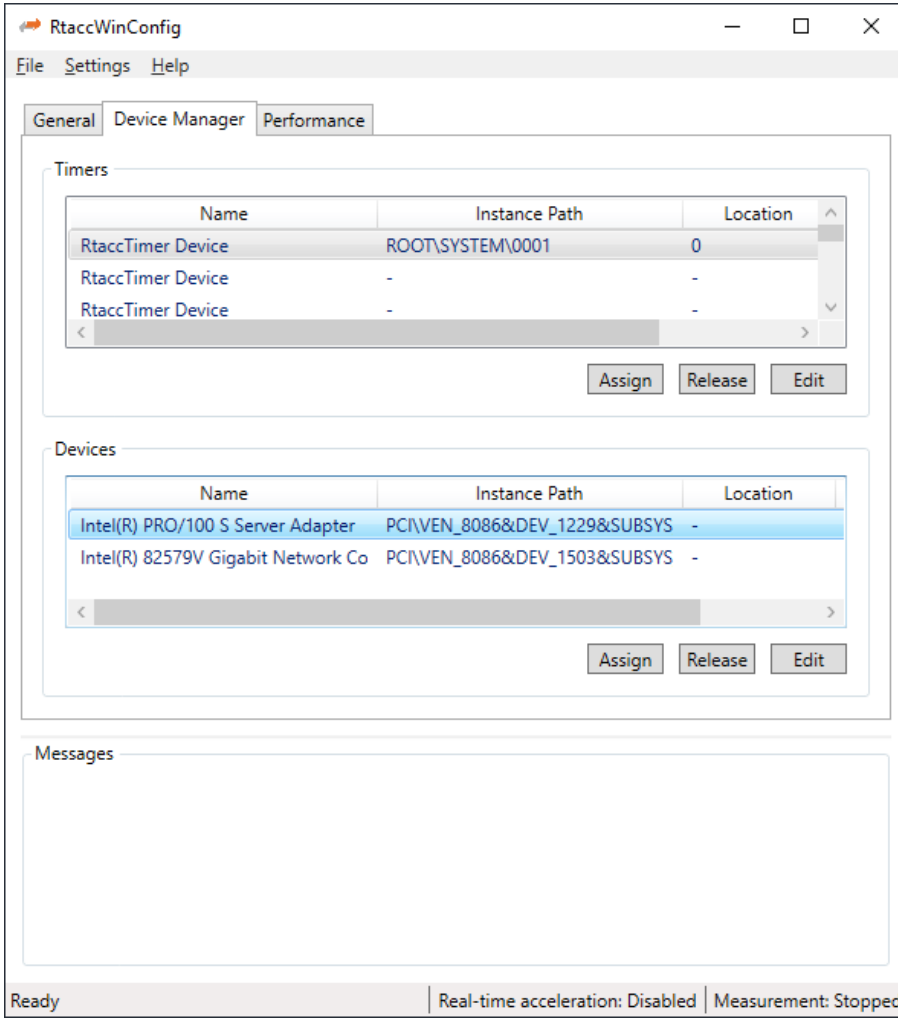 RtaccWinConfig
File Settings Help
General Device Manager Performance
Timers
Name Instance Path Location
RtaccTimer Device ROOT\SYSTEM\0001 0
RtaccTimer Device - -
RtaccTimer Device - -
Assign Release Edit
Devices
Name Instance Path Location
Intel(R) PRO/100 S Server Adapter PCI\VEN_8086&DEV_1229&SUBSYS -
Intel(R) 82579V Gigabit Network Co PCI\VEN_8086&DEV_1503&SUBSYS -
Assign Release Edit
Messages
Ready Real-time acceleration: Disabled Measurement: Stopped